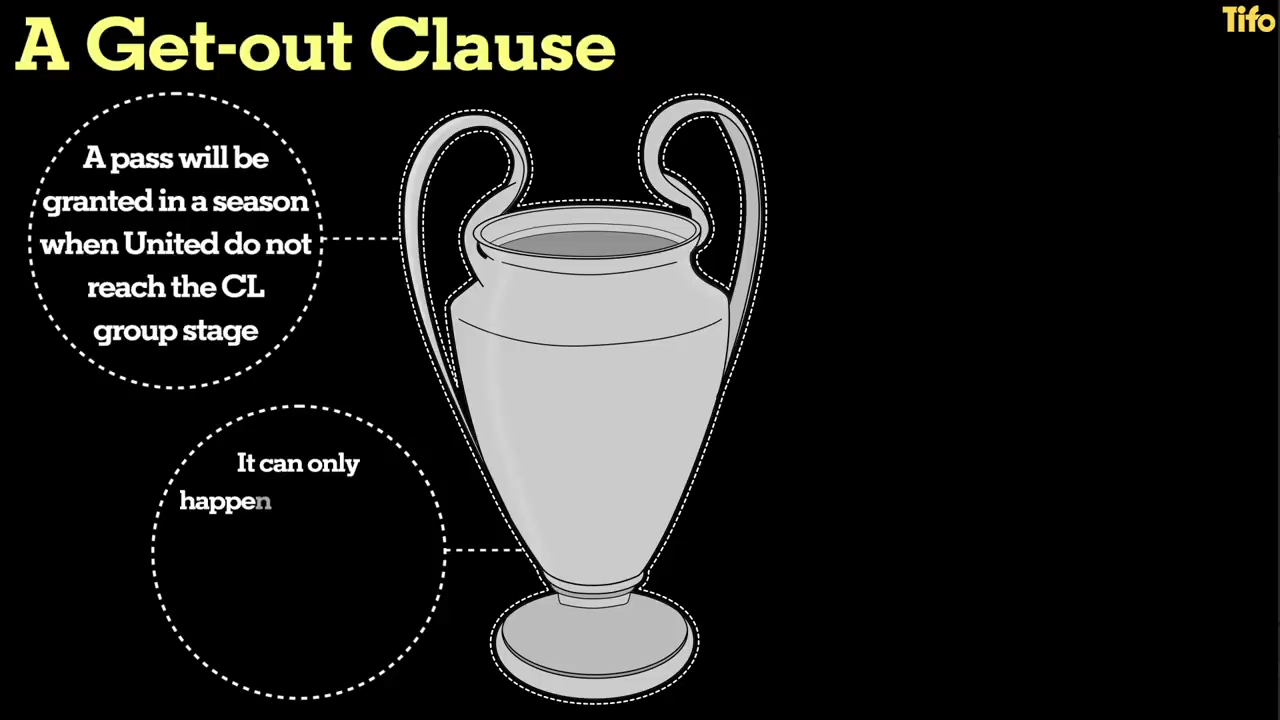 A Get-out Clause
Tifo
A pass will be
granted in a season
when United do not
reach the CL
group stage
It can only
happen